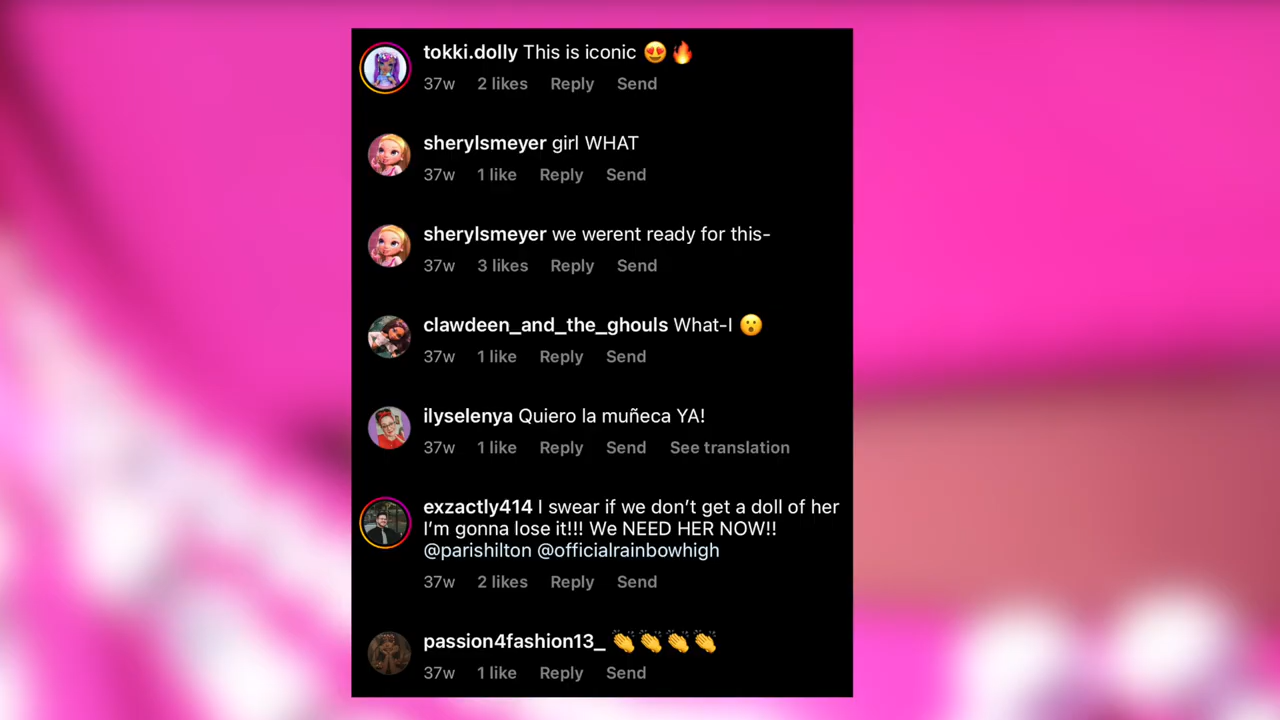 tokki.dolly This is iconic 😍🔥
37w 2 likes Reply Send
sherylsmeyer girl WHAT
37w 1 like Reply Send
sherylsmeyer we werent ready for this-
37w 3 likes Reply Send
clawdeen_and_the_ghouls What-I 😮
37w 1 like Reply Send
ilyselenya Quiero la muñeca YA!
37w 1 like Reply Send See translation
exzactly414 I swear if we don’t get a doll of her
I’m gonna lose it!!! We NEED HER NOW!!
@parishilton @officialrainbowhigh
37w 2 likes Reply Send
passion4fashion13_ 👏👏👏👏
37w 1 like Reply Send